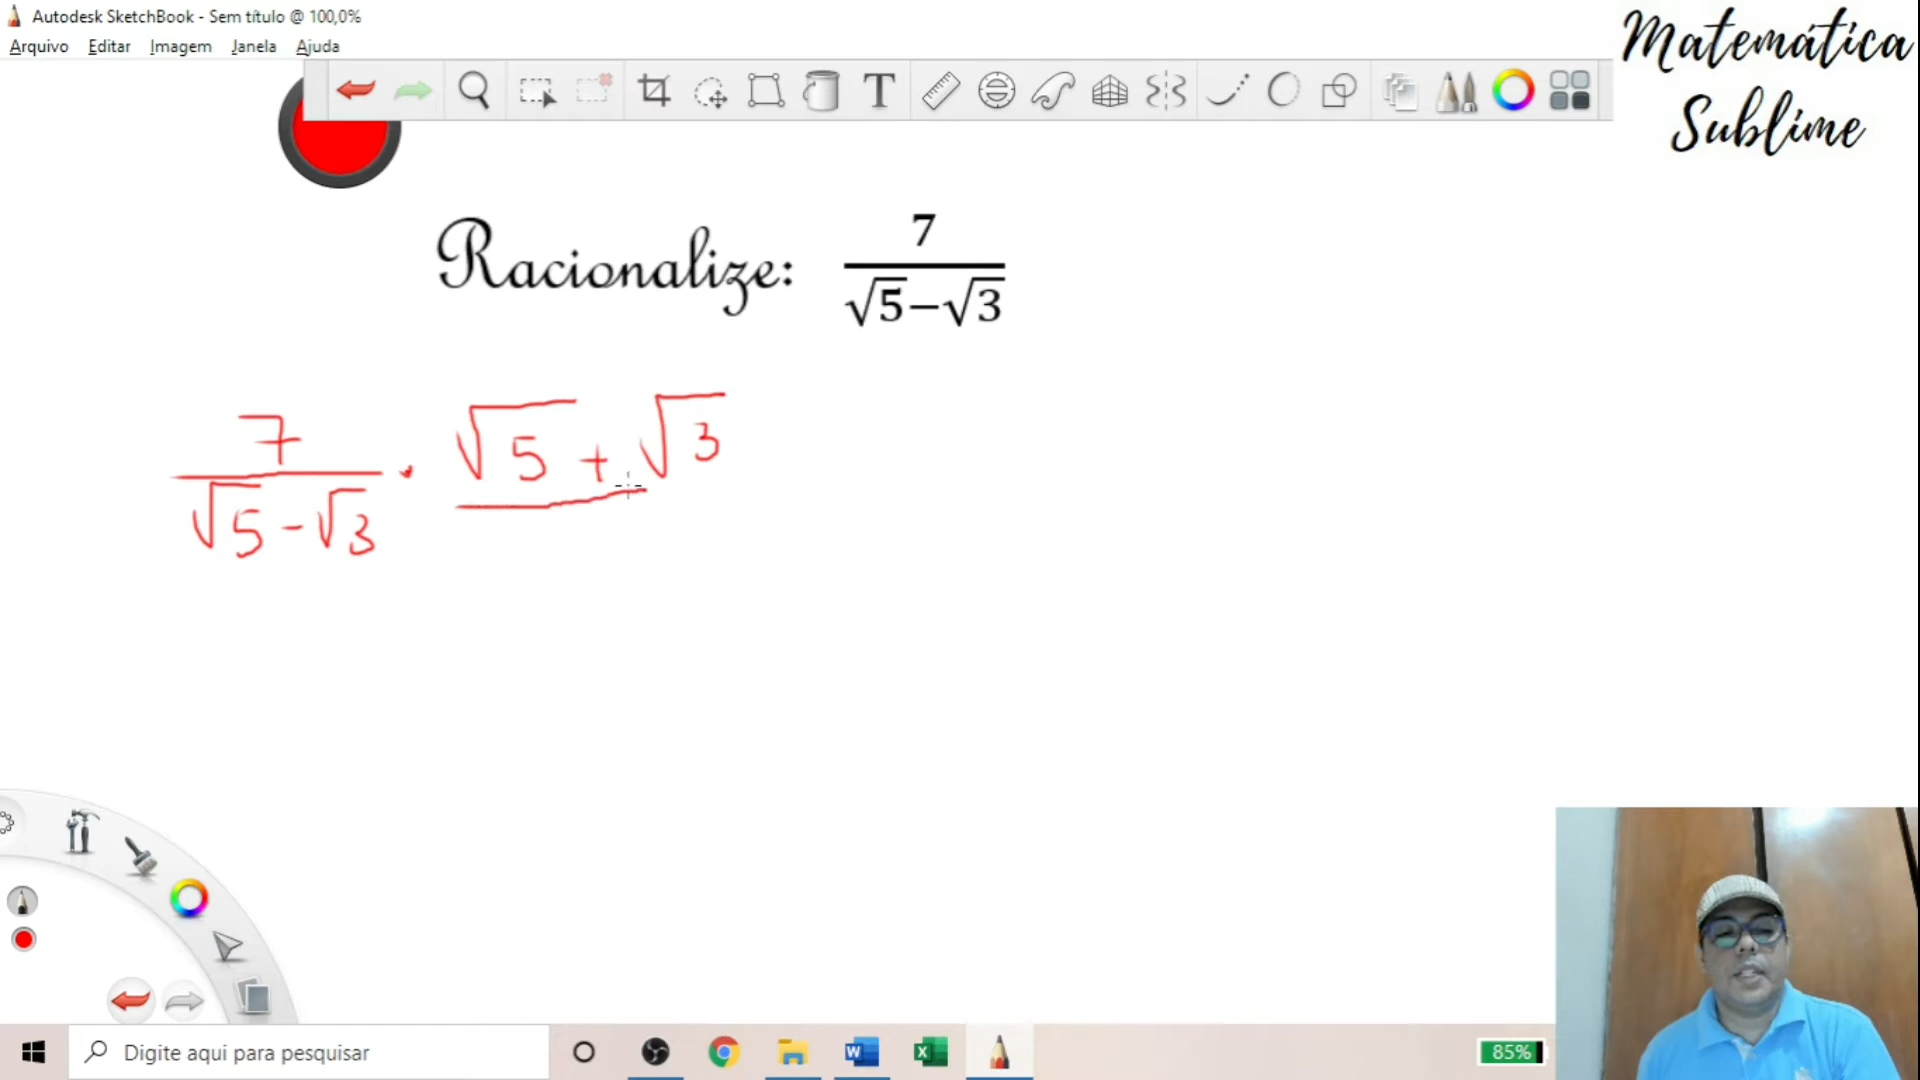 Autodesk SketchBook - Sem título @ 100,0%
Arquivo Editar Imagem Janela Ajuda
Matemática
Sublime
T
Racionalize: 7
√5−√3
7 · √5 + √3
√5 - √3
Digite aqui para pesquisar
85%